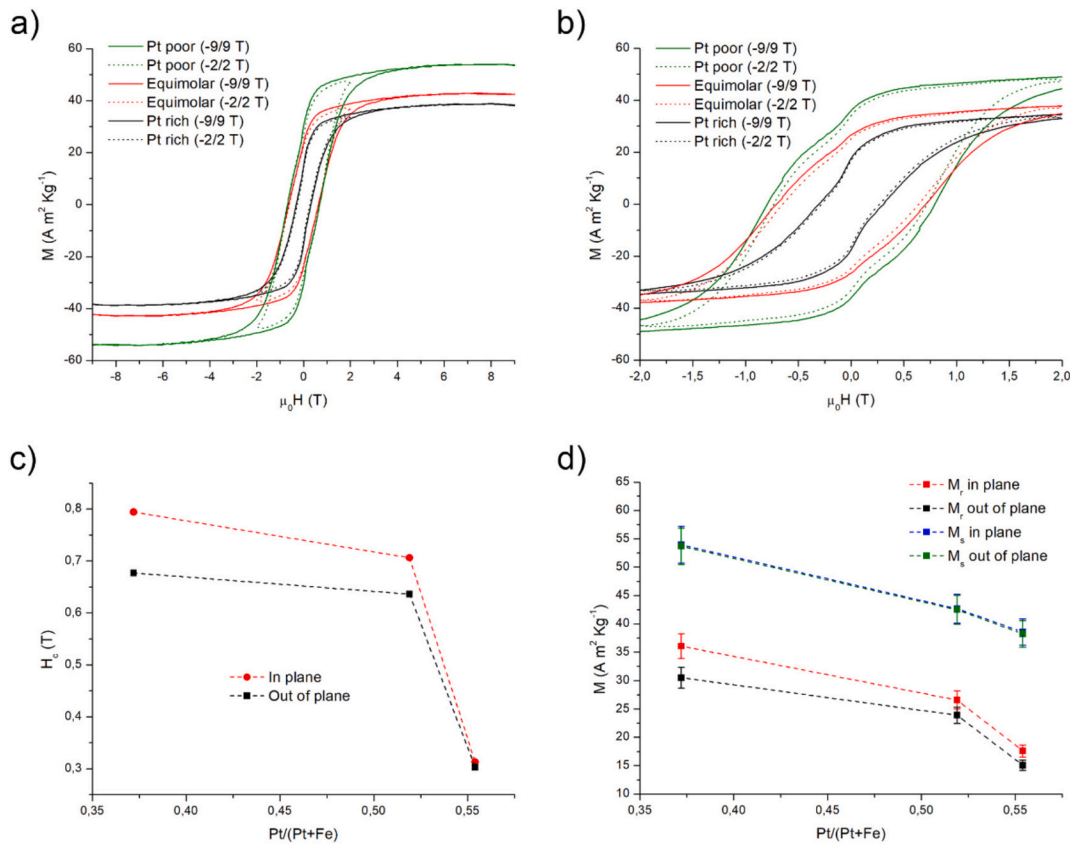 a)
Pt poor (-9/9 T)
Pt poor (-2/2 T)
Equimolar (-9/9 T)
Equimolar (-2/2 T)
Pt rich (-9/9 T)
Pt rich (-2/2 T)
60
40
20
0
-20
-40
-60
M (A m² Kg⁻¹)
-8 -6 -4 -2 0 2 4 6 8
μ₀H (T)
b)
Pt poor (-9/9 T)
Pt poor (-2/2 T)
Equimolar (-9/9 T)
Equimolar (-2/2 T)
Pt rich (-9/9 T)
Pt rich (-2/2 T)
60
40
20
0
-20
-40
-60
M (A m² Kg⁻¹)
-2,0 -1,5 -1,0 -0,5 0,0 0,5 1,0 1,5 2,0
μ₀H (T)
c)
0,8
0,7
0,6
0,5
0,4
0,3
H_c (T)
In plane
Out of plane
0,35 0,40 0,45 0,50 0,55
Pt/(Pt+Fe)
d)
M_r in plane
M_r out of plane
M_s in plane
M_s out of plane
65
60
55
50
45
40
35
30
25
20
15
10
M (A m² Kg⁻¹)
0,35 0,40 0,45 0,50 0,55
Pt/(Pt+Fe)